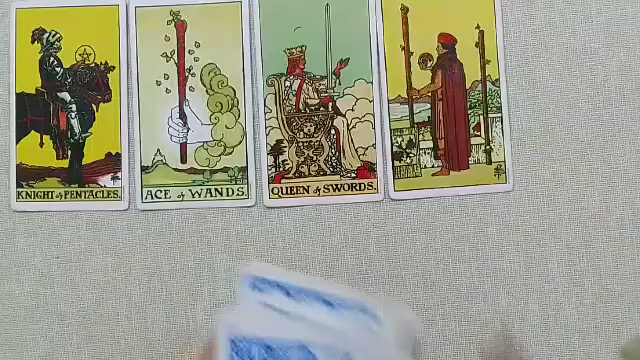 KNIGHT of PENTACLES.
ACE of WANDS.
QUEEN of SWORDS.